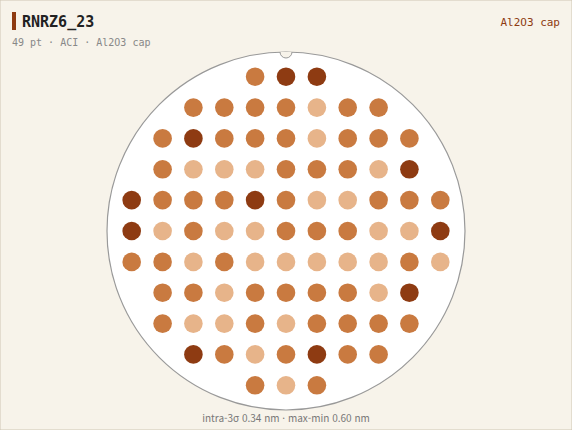 RNRZ6_23
Al2O3 cap
49 pt · ACI · Al2O3 cap
intra-3σ 0.34 nm · max-min 0.60 nm